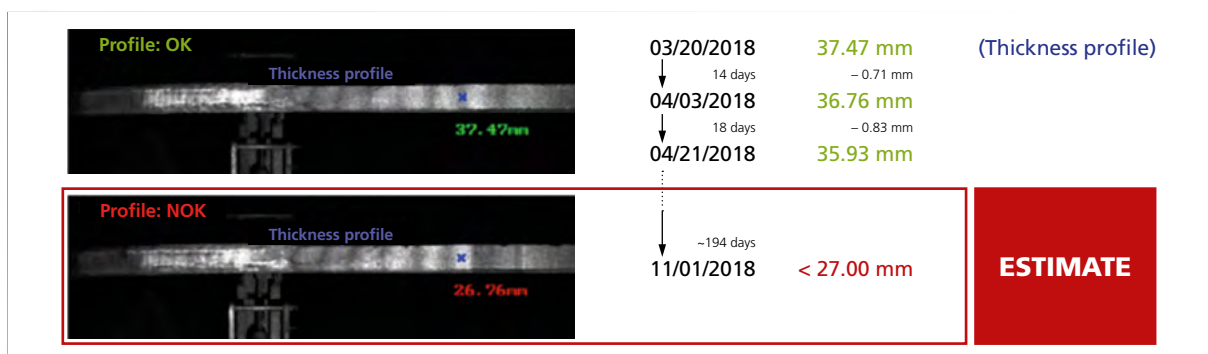 Profile: OK
Thickness profile
37.47mm
03/20/2018 37.47 mm (Thickness profile)
14 days – 0.71 mm
04/03/2018 36.76 mm
18 days – 0.83 mm
04/21/2018 35.93 mm
Profile: NOK
Thickness profile
26.76mm
~194 days
11/01/2018 < 27.00 mm
ESTIMATE